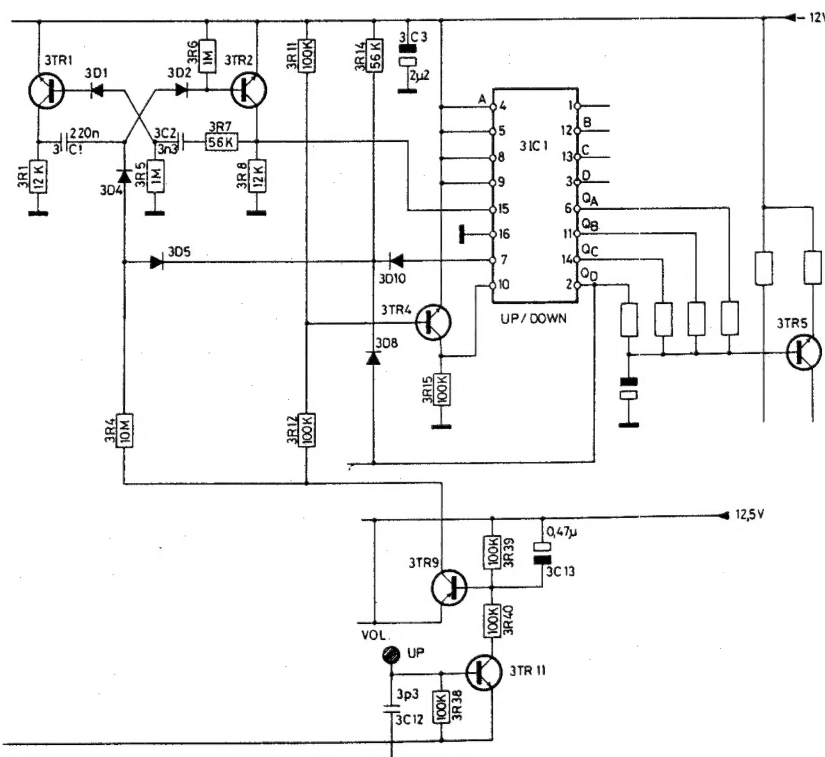 – 12V
3TR1
3D1
3D2
3R6
1M
3TR2
3R11
100K
3R14
56K
3C3
2µ2
3R1
12K
220n
3C1
3C2
3n3
3R7
56K
3R5
1M
3R8
12K
3D4
3D5
3D10
3D8
3TR4
3R15
100K
3R4
10M
3R12
100K
3IC1
A
4
5
8
9
15
16
7
10
1
12
B
13
C
3
D
6
QA
11
QB
14
QC
2
QD
UP/DOWN
3TR5
12,5V
3TR9
100K
3R39
0,47µ
3C13
100K
3R40
VOL.
UP
3TR11
3p3
3C12
100K
3R38